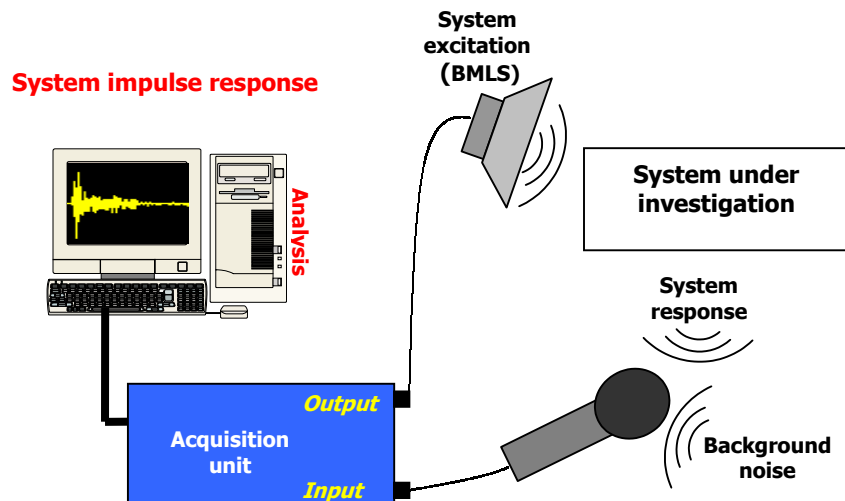 System
excitation
(BMLS)
System impulse response
System under
investigation
Analysis
System
response
Output
Acquisition
unit
Background
noise
Input